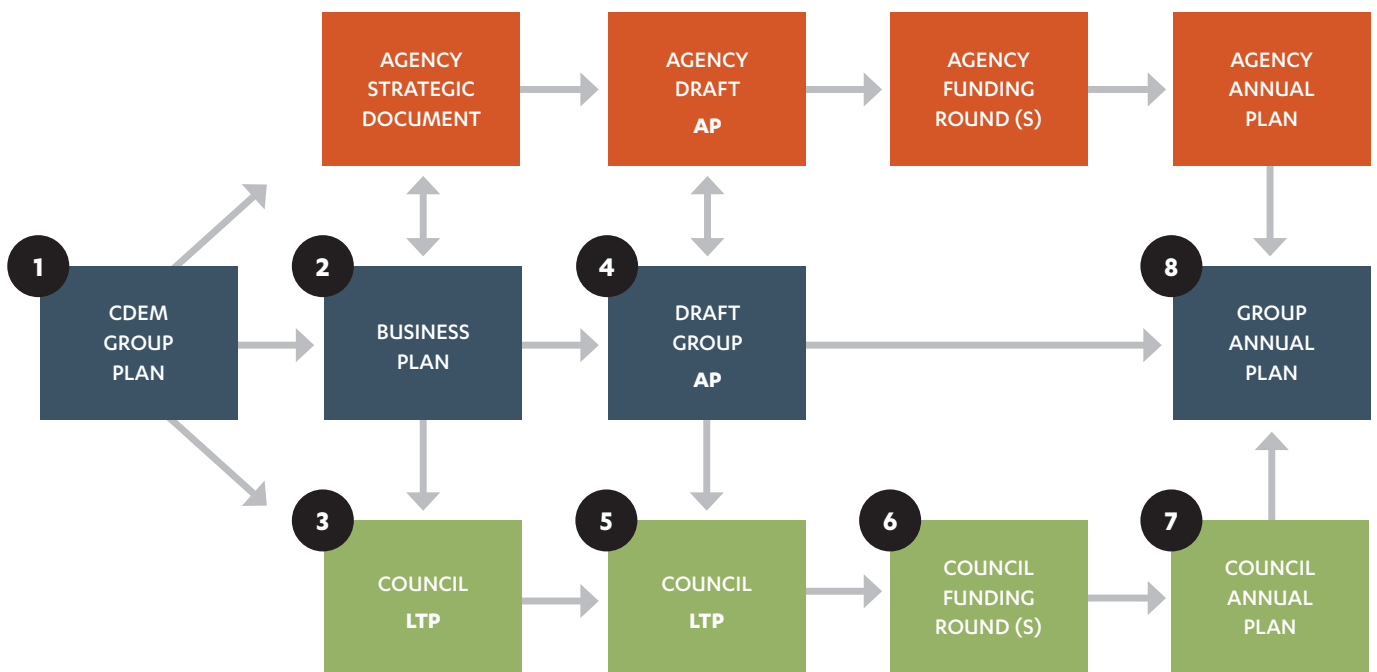 AGENCY
STRATEGIC
DOCUMENT
AGENCY
DRAFT
AP
AGENCY
FUNDING
ROUND (S)
AGENCY
ANNUAL
PLAN
1
CDEM
GROUP
PLAN
2
BUSINESS
PLAN
4
DRAFT
GROUP
AP
8
GROUP
ANNUAL
PLAN
3
COUNCIL
LTP
5
COUNCIL
LTP
6
COUNCIL
FUNDING
ROUND (S)
7
COUNCIL
ANNUAL
PLAN